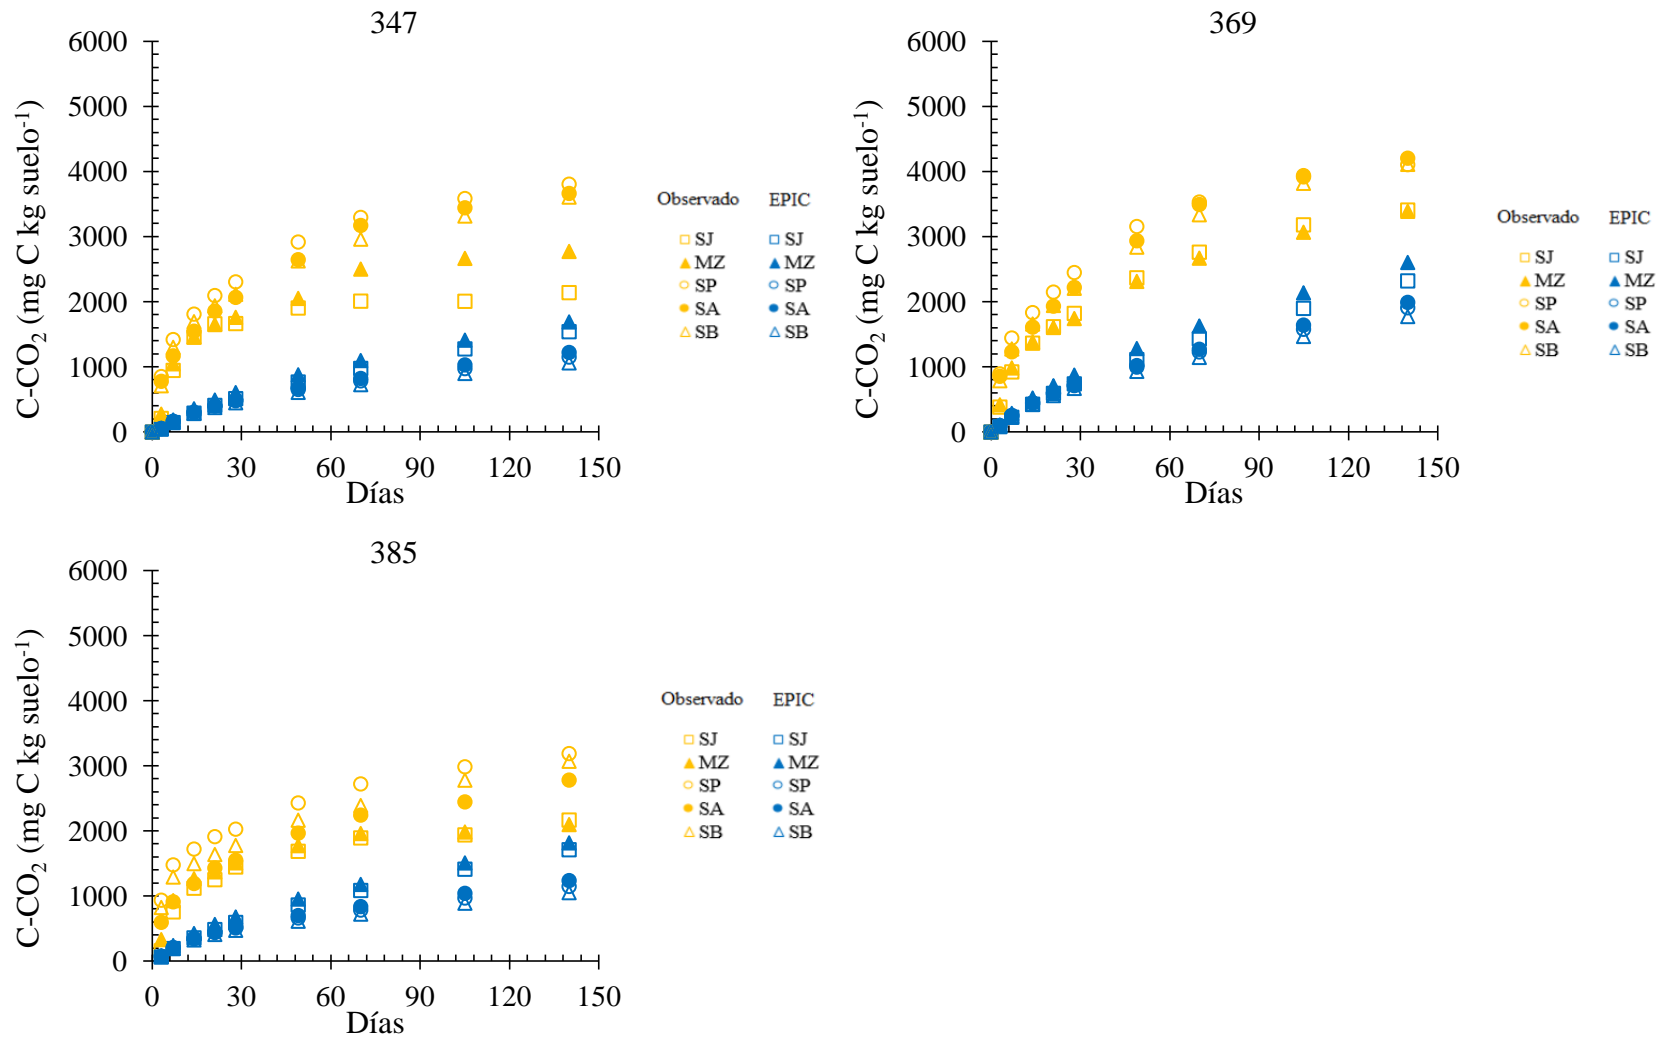 347
6000
5000
4000
3000
2000
1000
0
C-CO2 (mg C kg suelo-1)
0 30 60 90 120 150
Días
Observado EPIC
SJ SJ
MZ MZ
SP SP
SA SA
SB SB
369
6000
5000
4000
3000
2000
1000
0
C-CO2 (mg C kg suelo-1)
0 30 60 90 120 150
Días
Observado EPIC
SJ SJ
MZ MZ
SP SP
SA SA
SB SB
385
6000
5000
4000
3000
2000
1000
0
C-CO2 (mg C kg suelo-1)
0 30 60 90 120 150
Días
Observado EPIC
SJ SJ
MZ MZ
SP SP
SA SA
SB SB